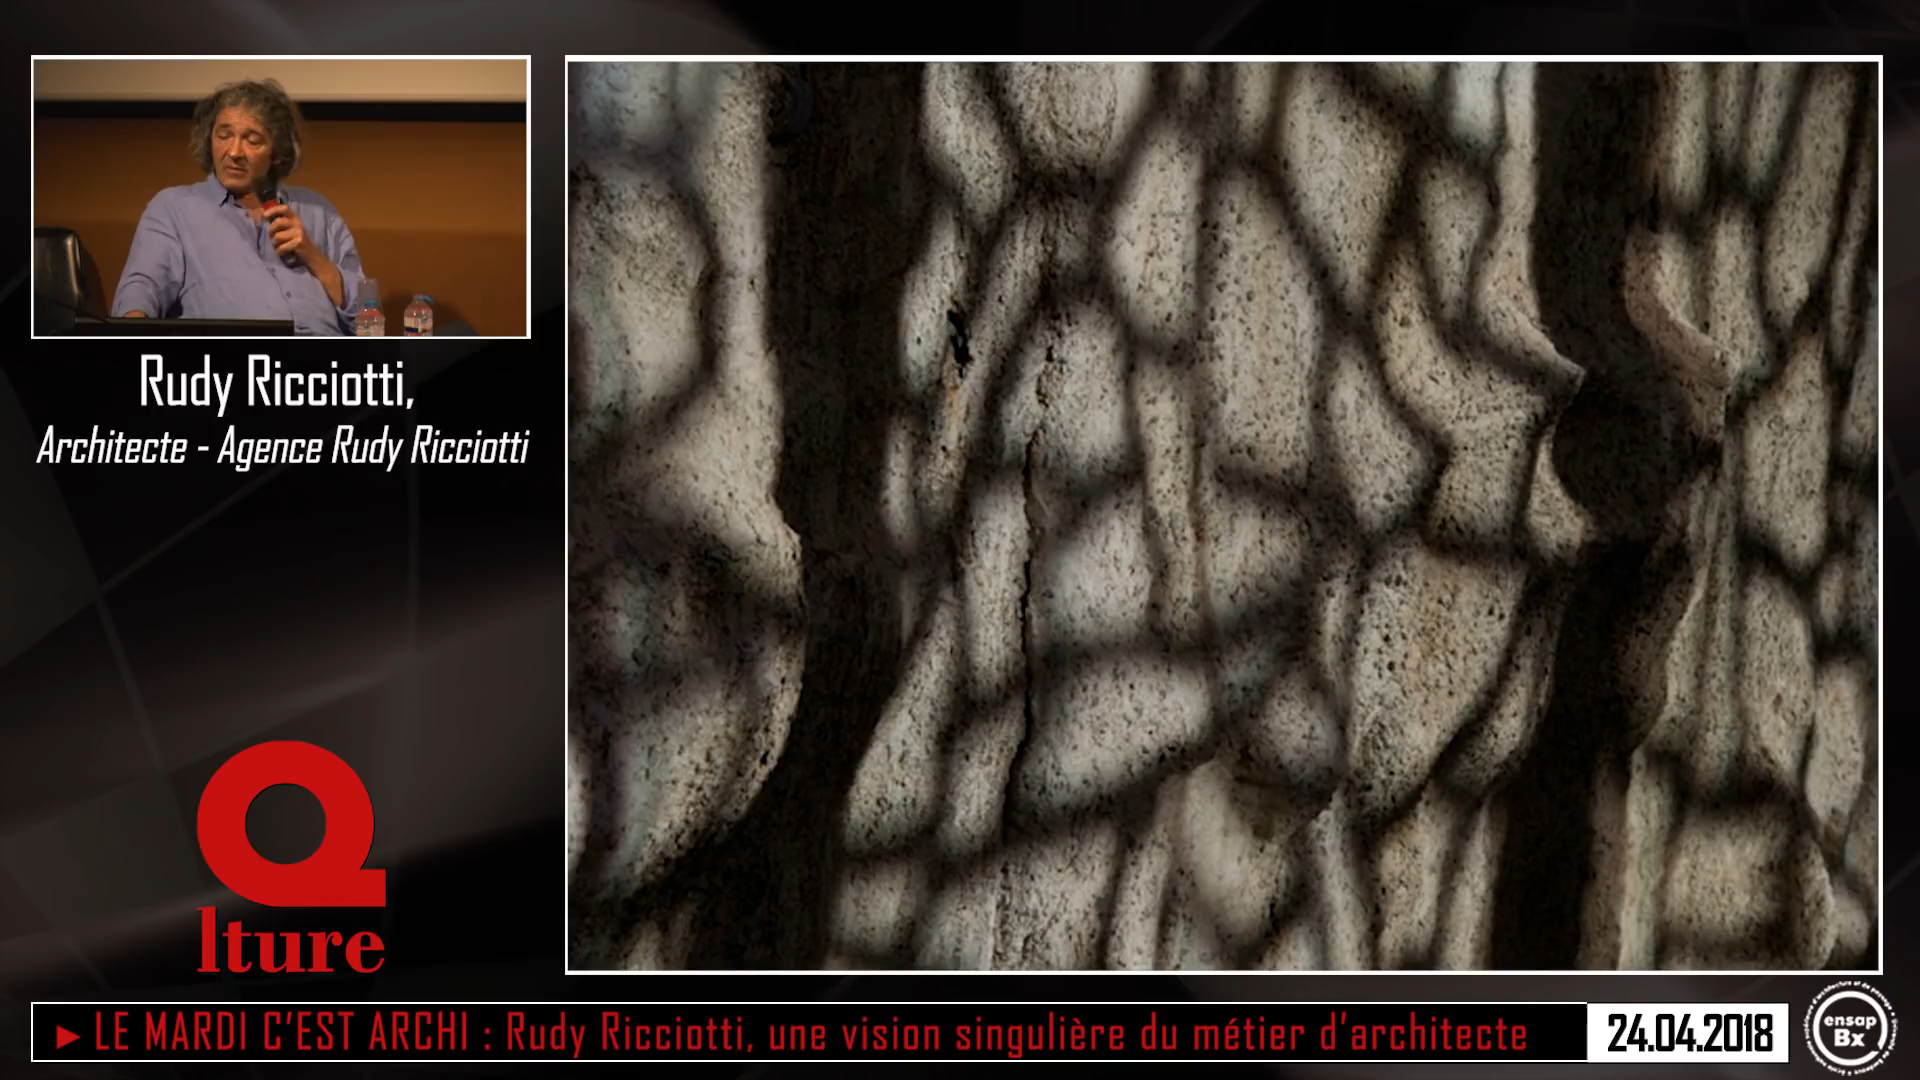 Rudy Ricciotti,
Architecte - Agence Rudy Ricciotti
Q
lture
► LE MARDI C'EST ARCHI : Rudy Ricciotti, une vision singulière du métier d'architecte
24.04.2018
ensap
Bx